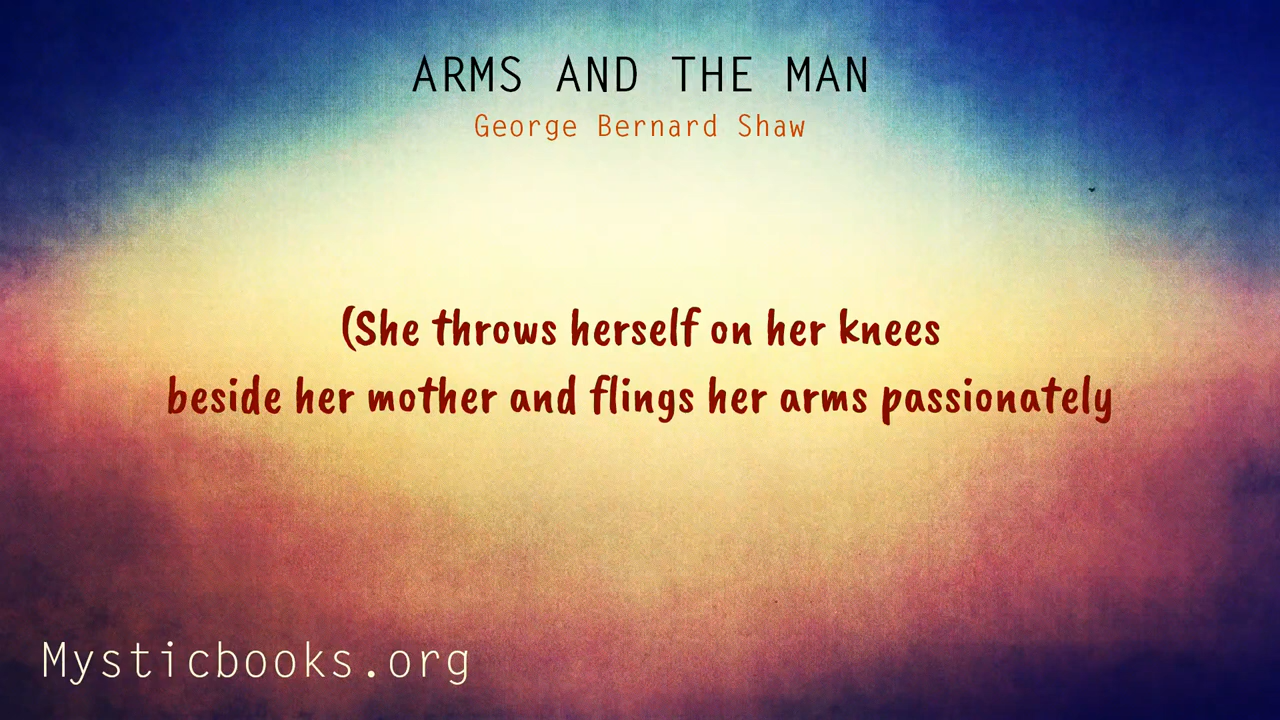 ARMS AND THE MAN
George Bernard Shaw
(She throws herself on her knees
beside her mother and flings her arms passionately
Mysticbooks.org